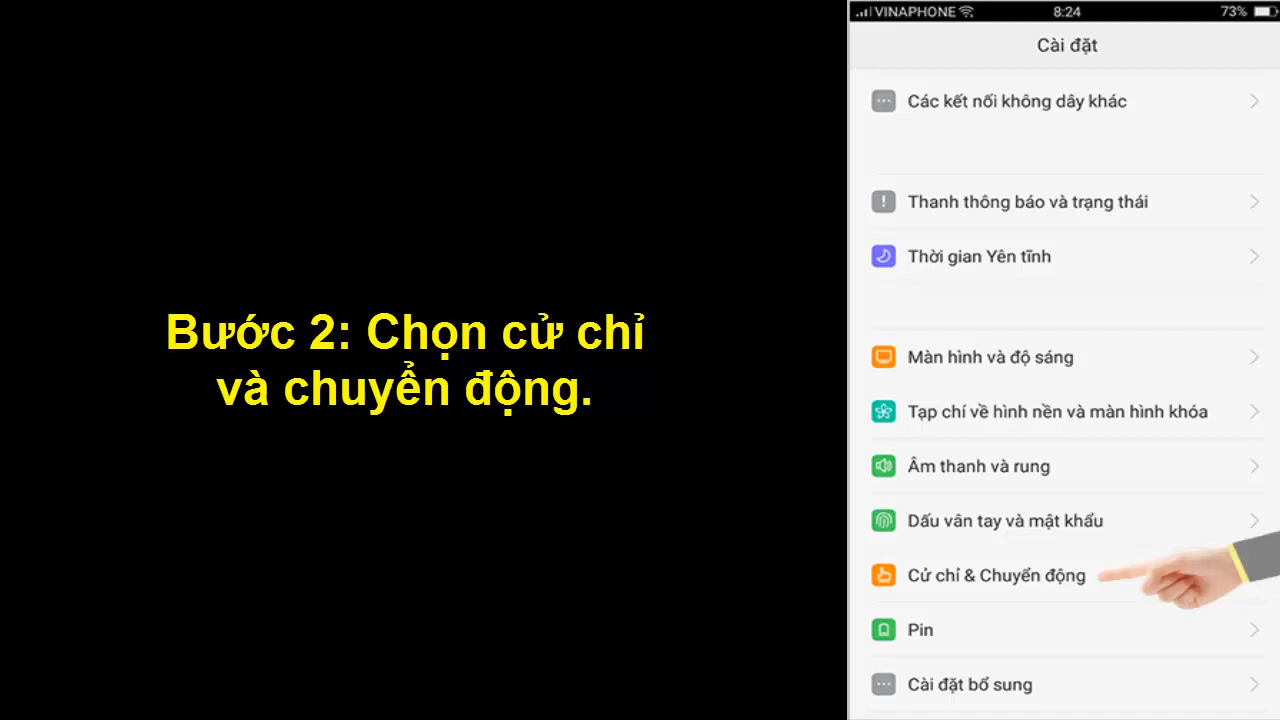 Bước 2: Chọn cử chỉ
và chuyển động.
VINAPHONE 8:24 73%
Cài đặt
Các kết nối không dây khác
Thanh thông báo và trạng thái
Thời gian Yên tĩnh
Màn hình và độ sáng
Tạp chí về hình nền và màn hình khóa
Âm thanh và rung
Dấu vân tay và mật khẩu
Cử chỉ & Chuyển động
Pin
Cài đặt bổ sung